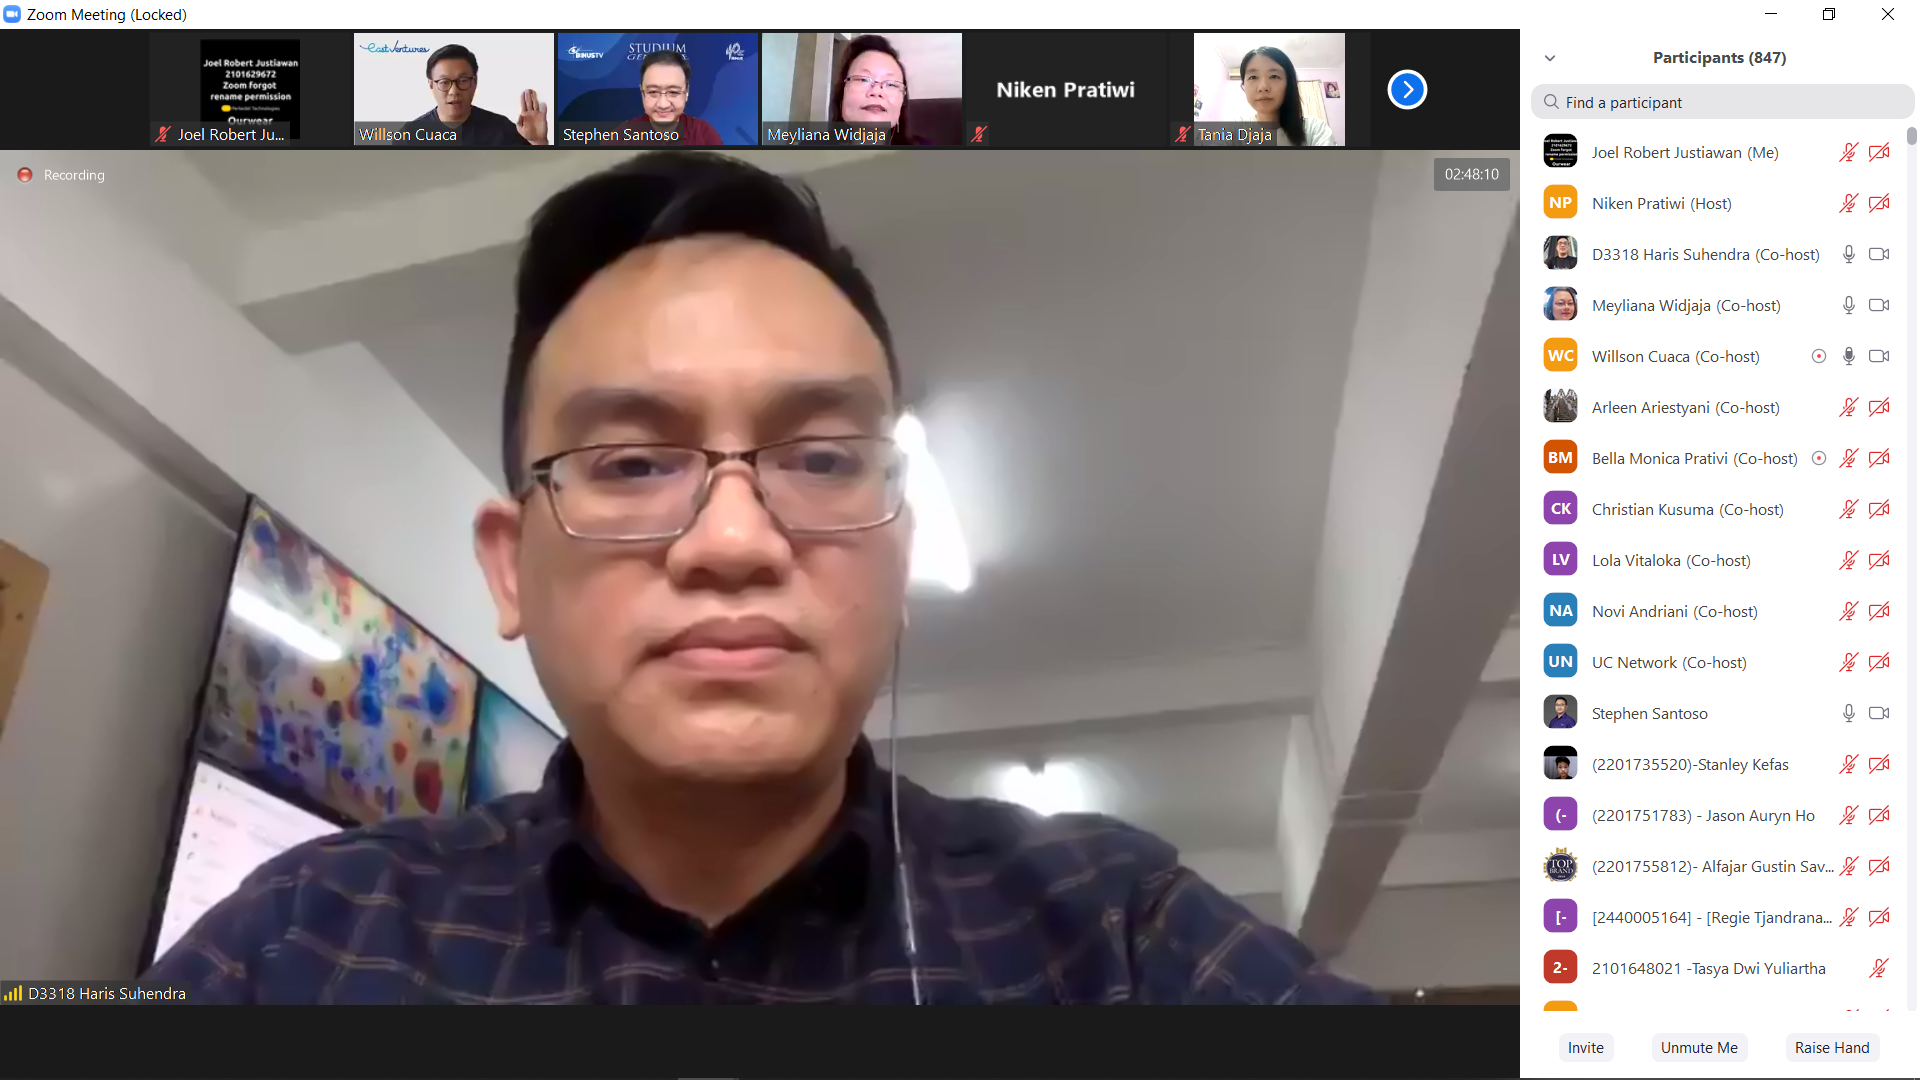 Zoom Meeting (Locked)
Joel Robert Justiawan
2101629672
Zoom forgot
rename permission
Ourwear
Joel Robert Ju...
East Ventures
Willson Cuaca
BINUSTV
STUDIUM
Stephen Santoso
Meyliana Widjaja
Niken Pratiwi
Tania Djaja
Recording
02:48:10
D3318 Haris Suhendra
Participants (847)
Find a participant
Joel Robert Justiawan (Me)
NP
Niken Pratiwi (Host)
D3318 Haris Suhendra (Co-host)
Meyliana Widjaja (Co-host)
WC
Willson Cuaca (Co-host)
Arleen Ariestyani (Co-host)
BM
Bella Monica Prativi (Co-host)
CK
Christian Kusuma (Co-host)
LV
Lola Vitaloka (Co-host)
NA
Novi Andriani (Co-host)
UN
UC Network (Co-host)
Stephen Santoso
(2201735520)-Stanley Kefas
(-
(2201751783) - Jason Auryn Ho
TOP
BRAND
(2201755812)- Alfajar Gustin Sav...
[-
[2440005164] - [Regie Tjandrana...
2-
2101648021 -Tasya Dwi Yuliartha
Invite
Unmute Me
Raise Hand